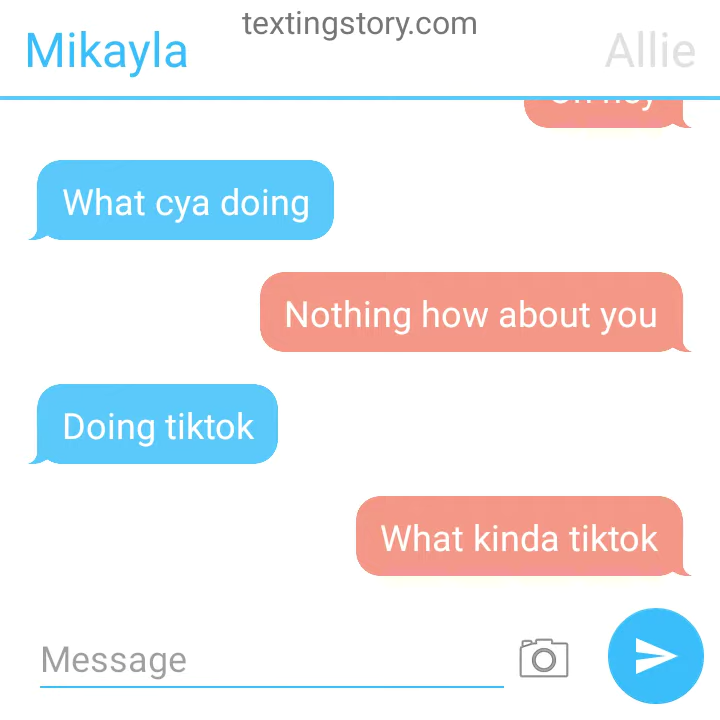 textingstory.com
Mikayla
Allie
What cya doing
Nothing how about you
Doing tiktok
What kinda tiktok
Message